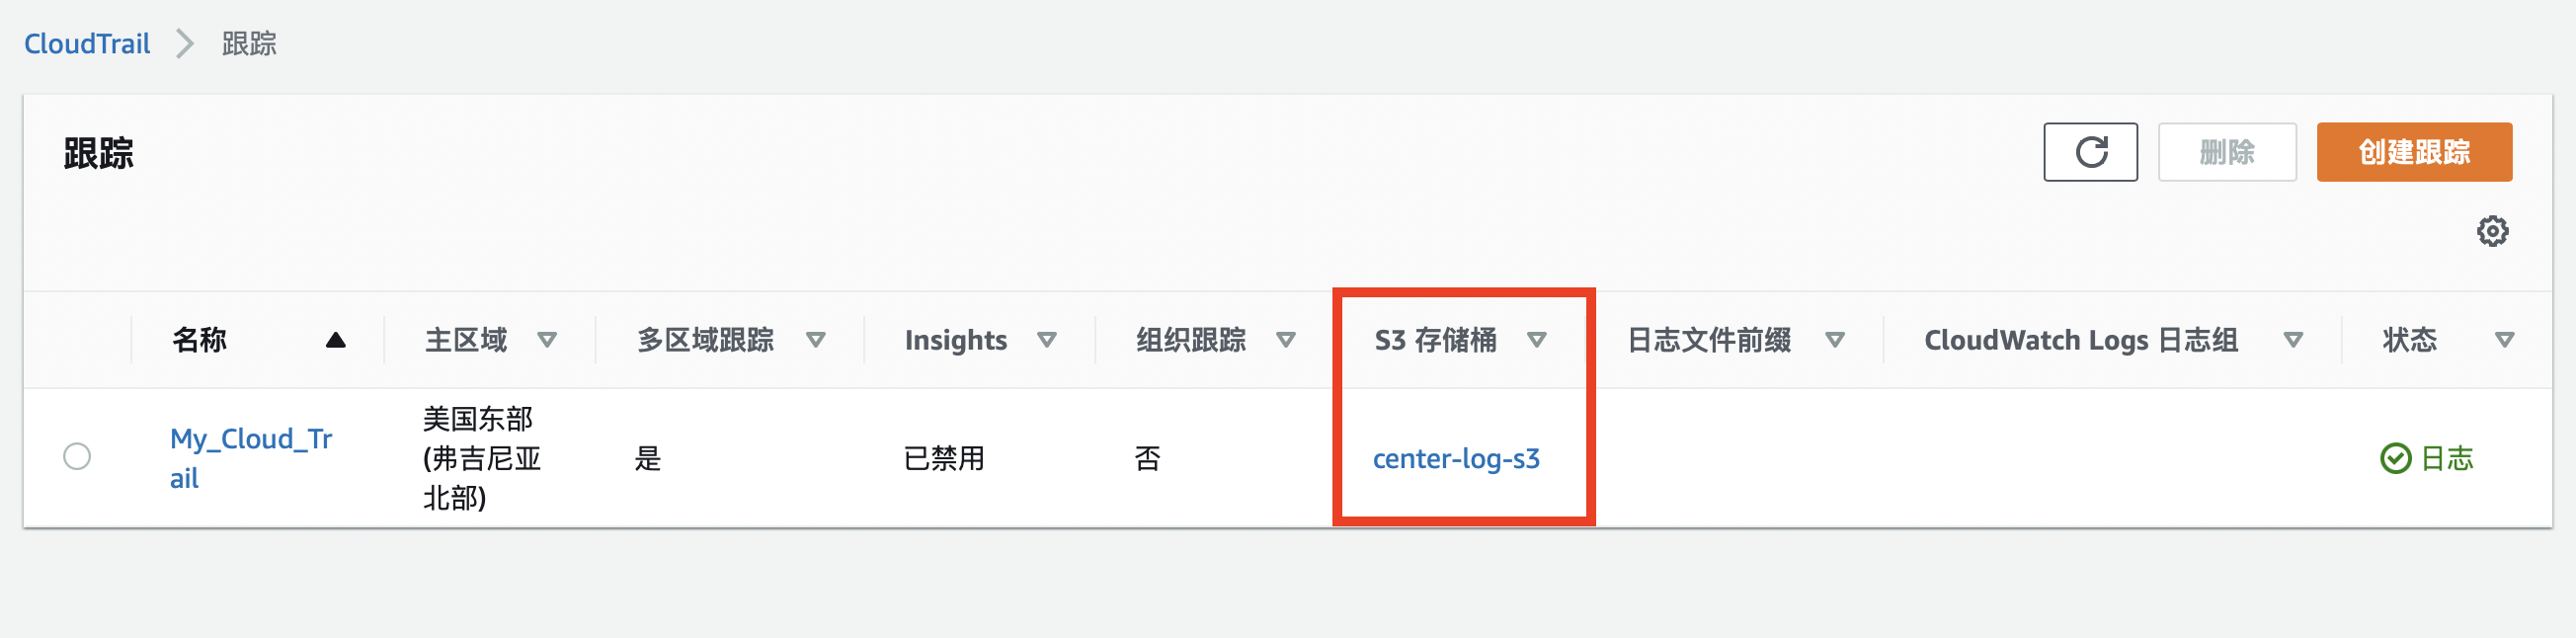 CloudTrail 跟踪
跟踪
删除 创建跟踪
名称 主区域 多区域跟踪 Insights 组织跟踪 S3 存储桶 日志文件前缀 CloudWatch Logs 日志组 状态
My_Cloud_Tr
ail
美国东部
(弗吉尼亚
北部)
是
已禁用
否
center-log-s3
日志